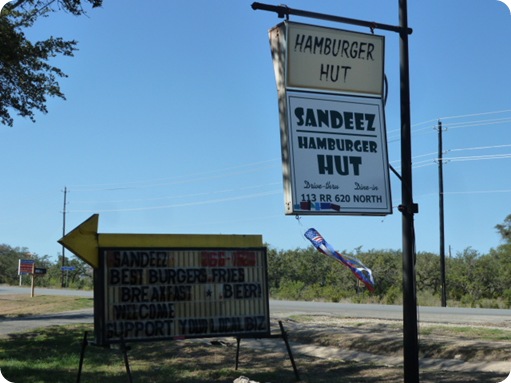 HAMBURGER
HUT
SANDEEZ
HAMBURGER
HUT
Drive-thru Dine-in
113 RR 620 NORTH
SANDEEZ
BEST BURGERS FRIES
BREAKFAST BEER!
WELCOME
SUPPORT YOUR LOCAL BIZ